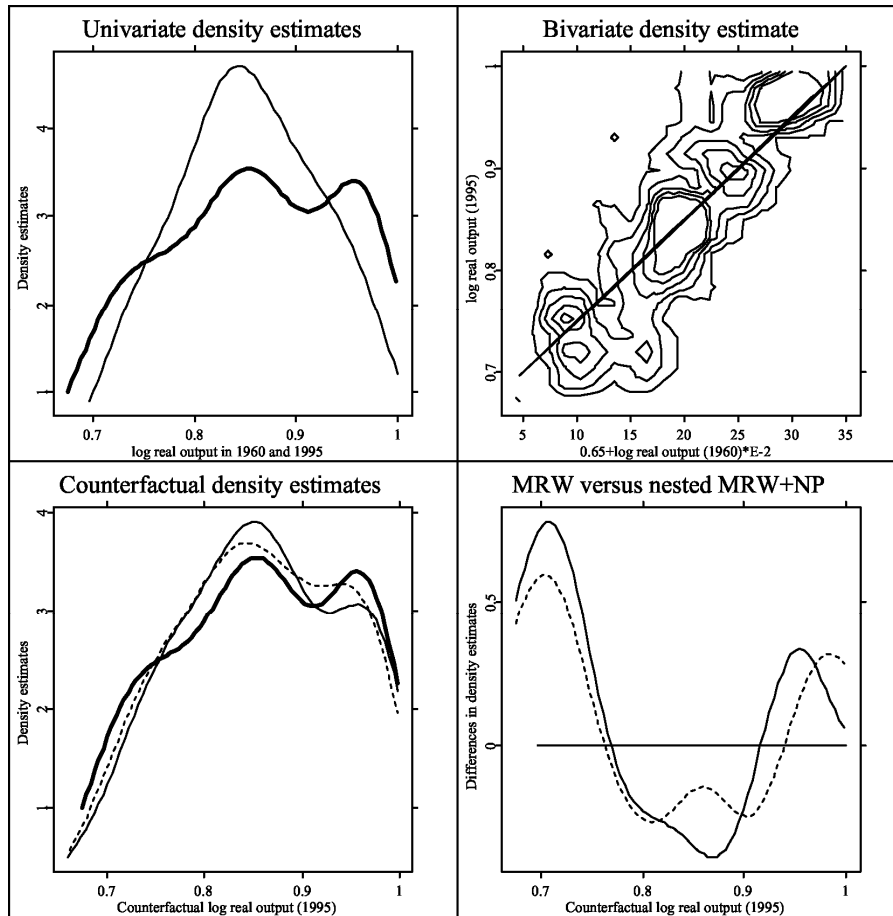 Univariate density estimates
Density estimates
4
3
2
1
0.7 0.8 0.9 1
log real output in 1960 and 1995
Bivariate density estimate
log real output (1995)
1
0.9
0.8
0.7
5 10 15 20 25 30 35
0.65+log real output (1960)*E-2
Counterfactual density estimates
Density estimates
4
3
2
1
0.7 0.8 0.9 1
Counterfactual log real output (1995)
MRW versus nested MRW+NP
Differences in density estimates
0.5
0
0.7 0.8 0.9 1
Counterfactual log real output (1995)